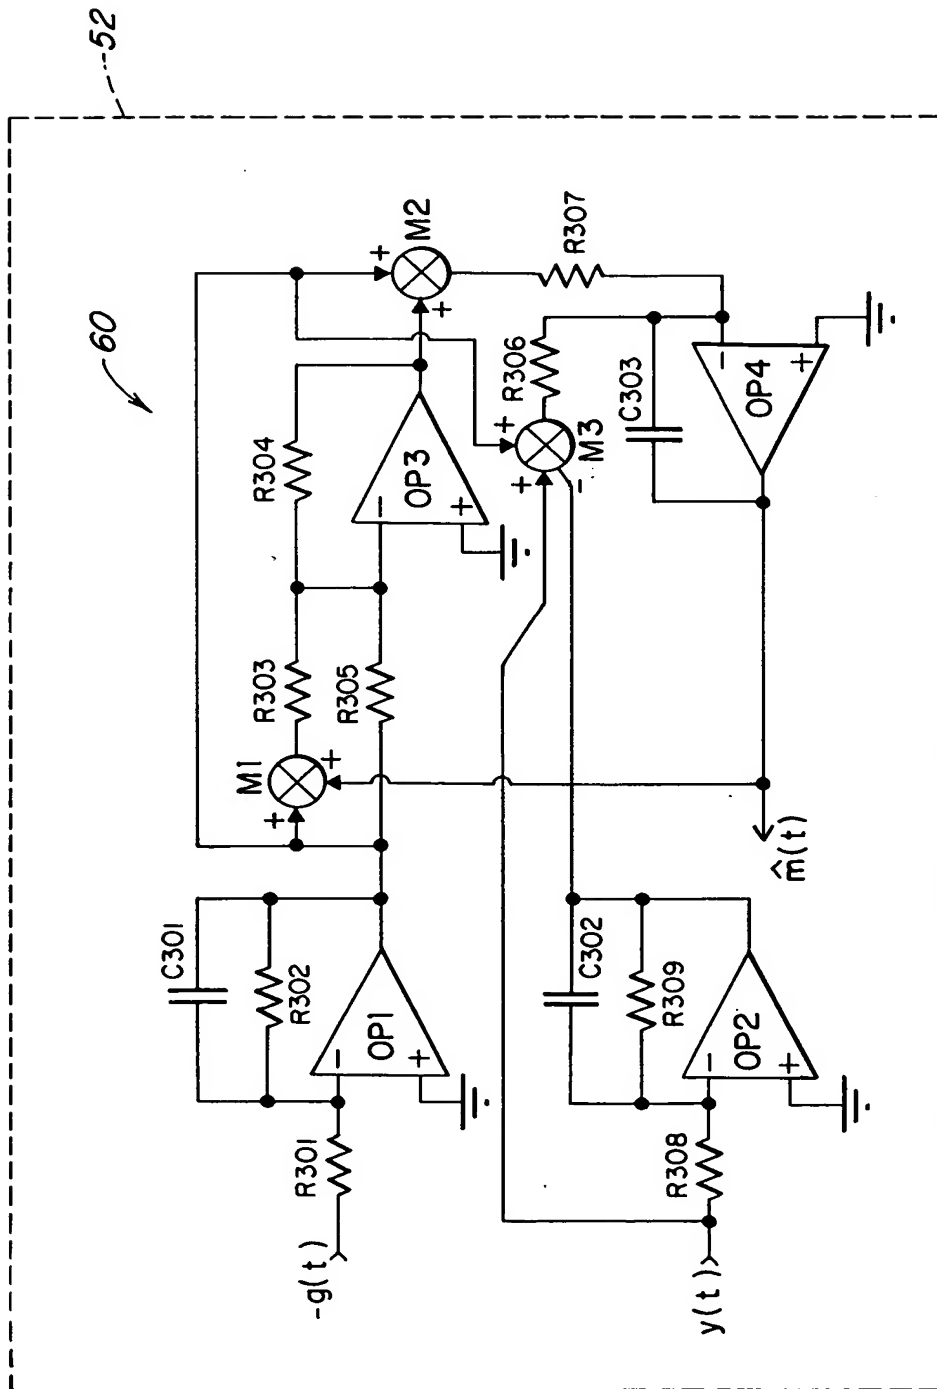 52
60
C301
R302
OP1
-
+
R301
-g(t)
M1
+
+
R303
R304
R305
OP3
-
+
M2
+
+
R307
R306
M3
+
+
-
C303
OP4
-
+
m̂(t)
C302
R309
OP2
-
+
R308
y(t)